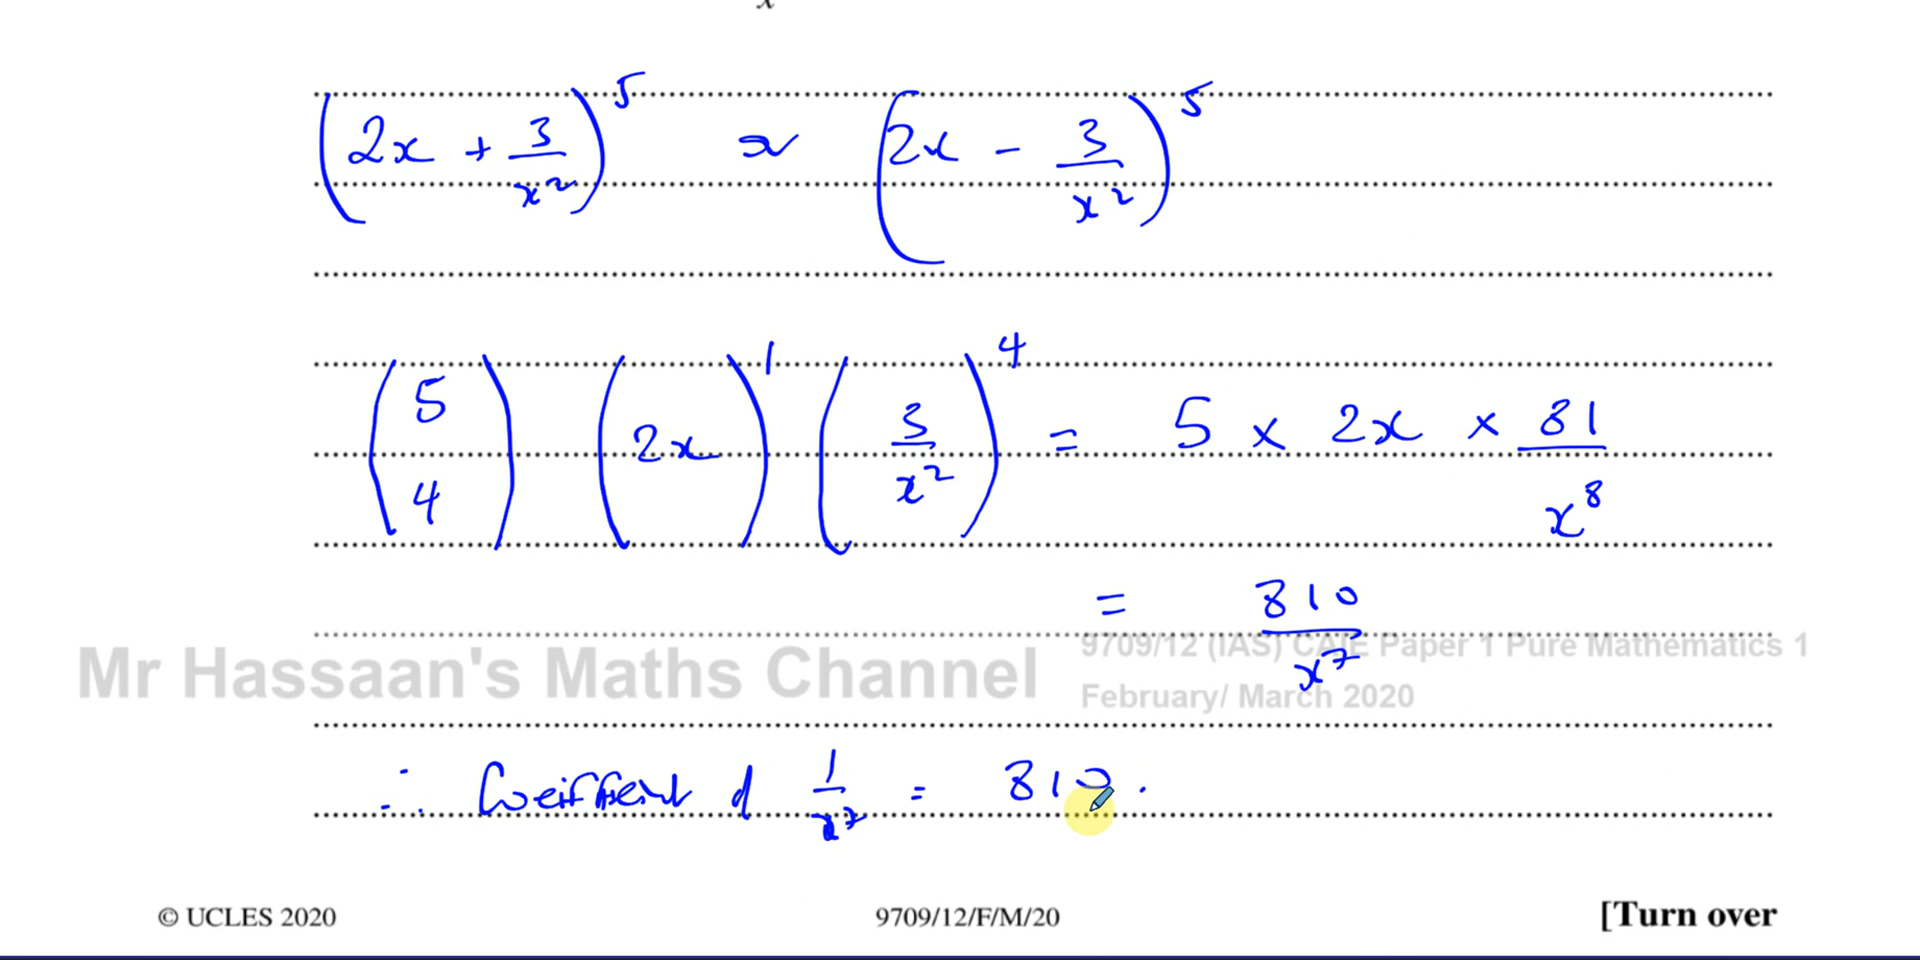 x
(2x + 3/x²)⁵ ~ (2x - 3/x²)⁵
(5 4) (2x)¹ (3/x²)⁴ = 5 × 2x × 81/x⁸
= 810/x⁷
Mr Hassaan's Maths Channel
9709/12 (IAS) CAIE Paper 1 Pure Mathematics 1
February/ March 2020
∴ Coefficient of 1/x⁷ = 810.
© UCLES 2020 9709/12/F/M/20 [Turn over